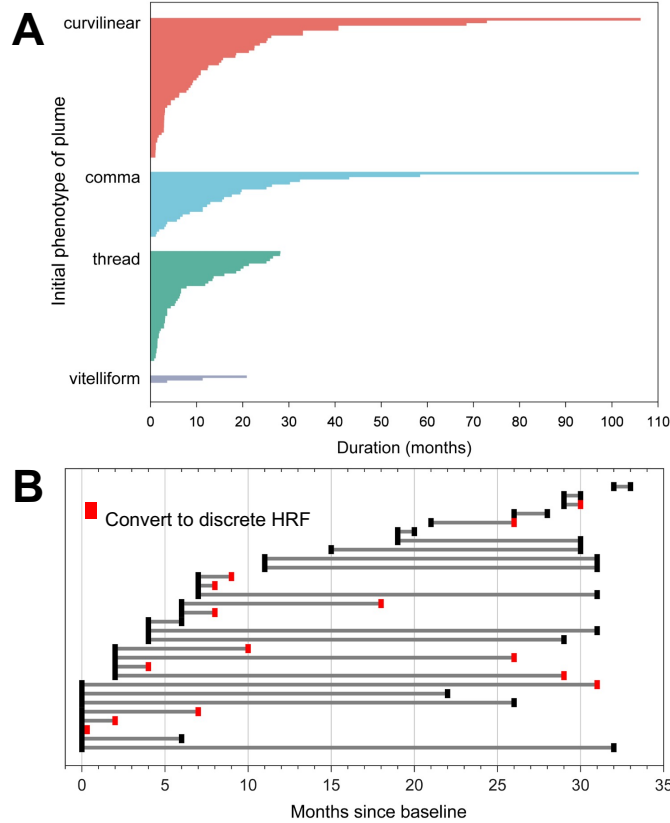 A
Initial phenotype of plume
curvilinear
comma
thread
vitelliform
0 10 20 30 40 50 60 70 80 90 100 110
Duration (months)
B
Convert to discrete HRF
0 5 10 15 20 25 30 35
Months since baseline